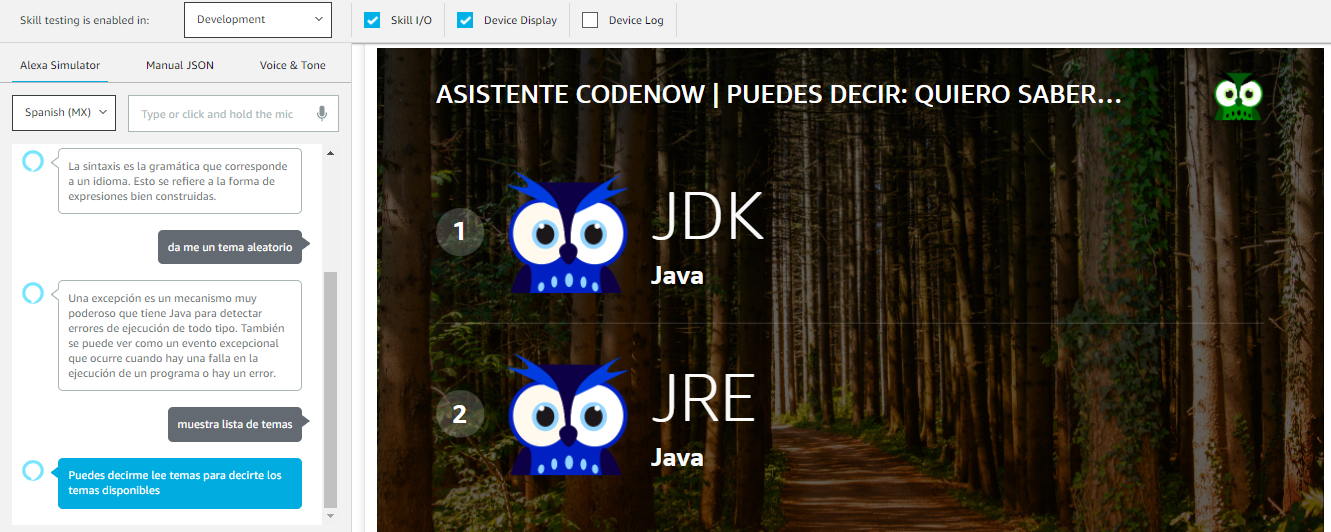 Skill testing is enabled in:
Development
Skill I/O
Device Display
Device Log
Alexa Simulator
Manual JSON
Voice & Tone
Spanish (MX)
Type or click and hold the mic
La sintaxis es la gramática que corresponde
a un idioma. Esto se refiere a la forma de
expresiones bien construidas.
da me un tema aleatorio
Una excepción es un mecanismo muy
poderoso que tiene Java para detectar
errores de ejecución de todo tipo. También
se puede ver como un evento excepcional
que ocurre cuando hay una falla en la
ejecución de un programa o hay un error.
muestra lista de temas
Puedes decirme lee temas para decirte los
temas disponibles
ASISTENTE CODENOW | PUEDES DECIR: QUIERO SABER...
1
JDK
Java
2
JRE
Java